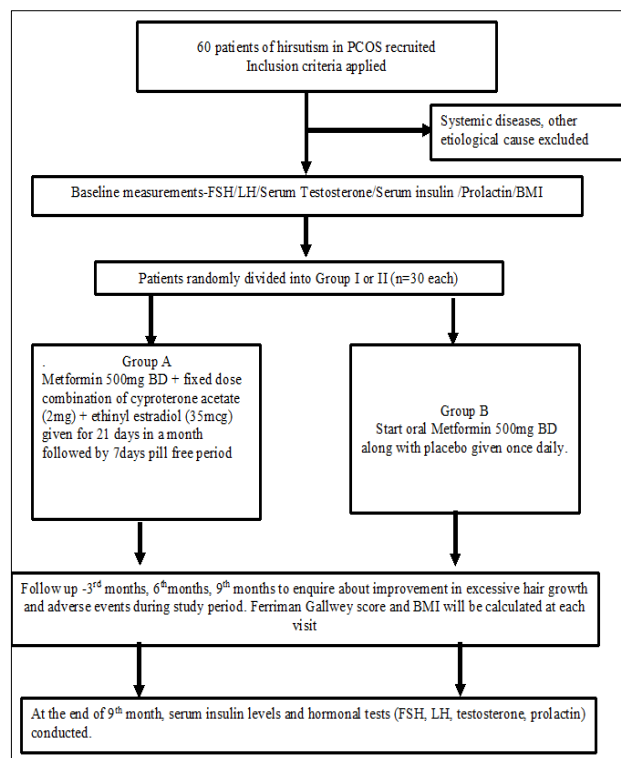 60 patients of hirsutism in PCOS recruited
Inclusion criteria applied
Systemic diseases, other
etiological cause excluded
Baseline measurements-FSH/LH/Serum Testosterone/Serum insulin /Prolactin/BMI
Patients randomly divided into Group I or II (n=30 each)
. Group A
Metformin 500mg BD + fixed dose
combination of cyproterone acetate
(2mg) + ethinyl estradiol (35mcg)
given for 21 days in a month
followed by 7days pill free period
Group B
Start oral Metformin 500mg BD
along with placebo given once daily.
Follow up -3rd months, 6thmonths, 9th months to enquire about improvement in excessive hair growth
and adverse events during study period. Ferriman Gallwey score and BMI will be calculated at each
visit
At the end of 9th month, serum insulin levels and hormonal tests (FSH, LH, testosterone, prolactin)
conducted.